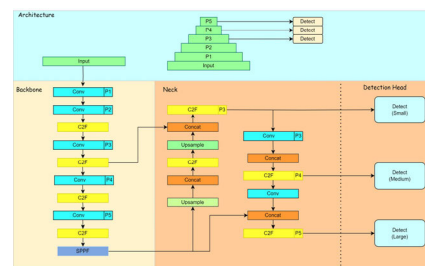 Architecture
P5
P4
P3
P2
P1
Input
Detect
Detect
Detect
Input
Backbone
Conv P1
Conv P2
C2F
Conv P3
C2F
Conv P4
C2F
Conv P5
C2F
SPPF
Neck
C2F P3
Concat
Upsample
C2F
Concat
Upsample
Conv P3
Concat
C2F P4
Conv
Concat
C2F P5
Detection Head
Detect
(Small)
Detect
(Medium)
Detect
(Large)